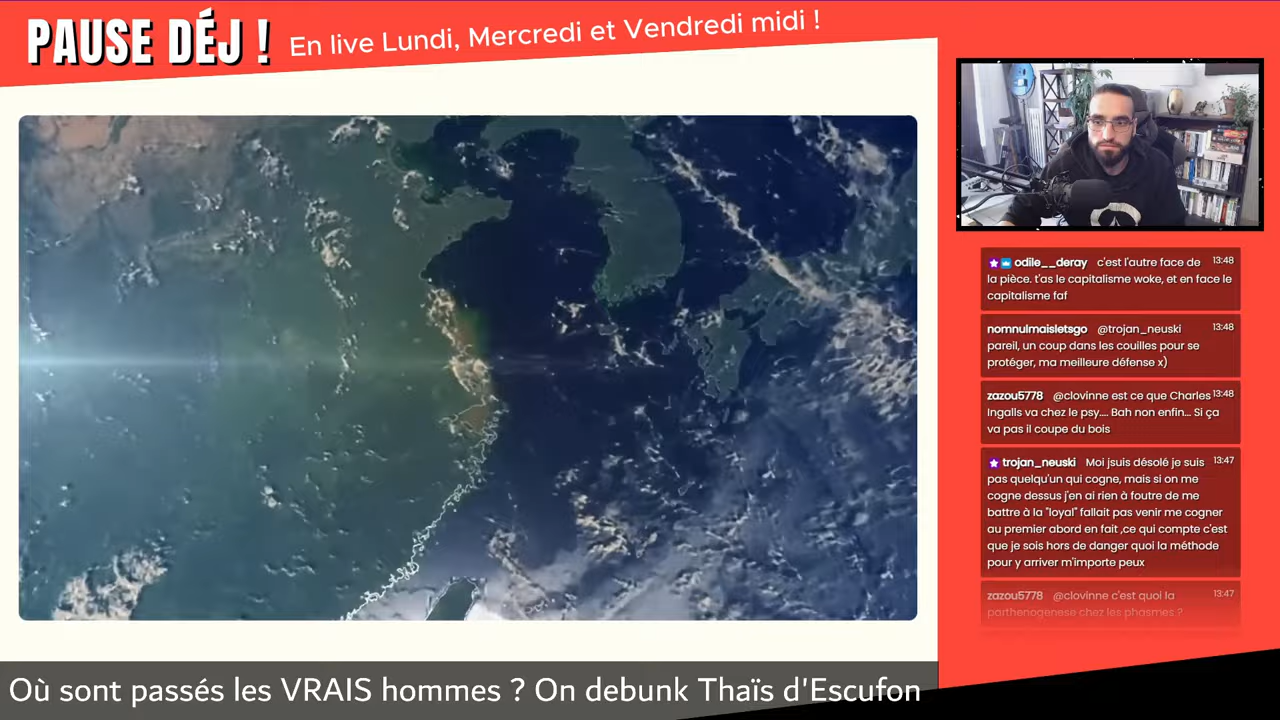 PAUSE DÉJ ! En live Lundi, Mercredi et Vendredi midi !
odile__deray c'est l'autre face de 13:48
la pièce. t'as le capitalisme woke, et en face le
capitalisme faf
nomnulmaisletsgo @trojan_neuski 13:48
pareil, un coup dans les couilles pour se
protéger, ma meilleure défense x)
zazou5778 @clovinne est ce que Charles 13:48
Ingalls va chez le psy.... Bah non enfin... Si ça
va pas il coupe du bois
trojan_neuski Moi jsuis désolé je suis 13:47
pas quelqu'un qui cogne, mais si on me
cogne dessus j'en ai rien à foutre de me
battre à la "loyal" fallait pas venir me cogner
au premier abord en fait ,ce qui compte c'est
que je sois hors de danger quoi la méthode
pour y arriver m'importe peux
zazou5778 @clovinne c'est quoi la 13:47
parthenogenese chez les phasmes ?
Où sont passés les VRAIS hommes ? On debunk Thaïs d'Escufon